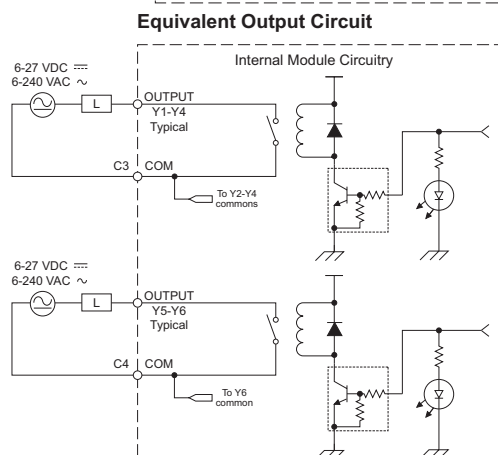 Equivalent Output Circuit
Internal Module Circuitry
6-27 VDC
6-240 VAC ~
L
OUTPUT
Y1-Y4
Typical
C3
COM
To Y2-Y4
commons
6-27 VDC
6-240 VAC ~
L
OUTPUT
Y5-Y6
Typical
C4
COM
To Y6
common